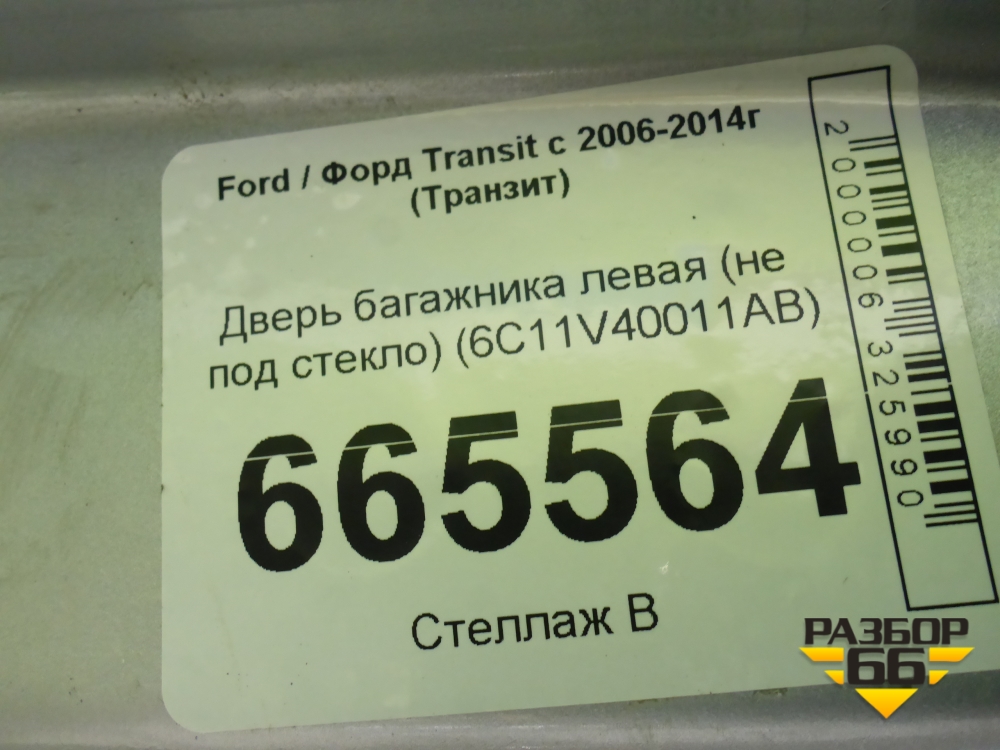 Ford / Форд Transit с 2006-2014г
(Транзит)
Дверь багажника левая (не
под стекло) (6C11V40011AB)
665564
Стеллаж В
2000006325990
РАЗБОР
66